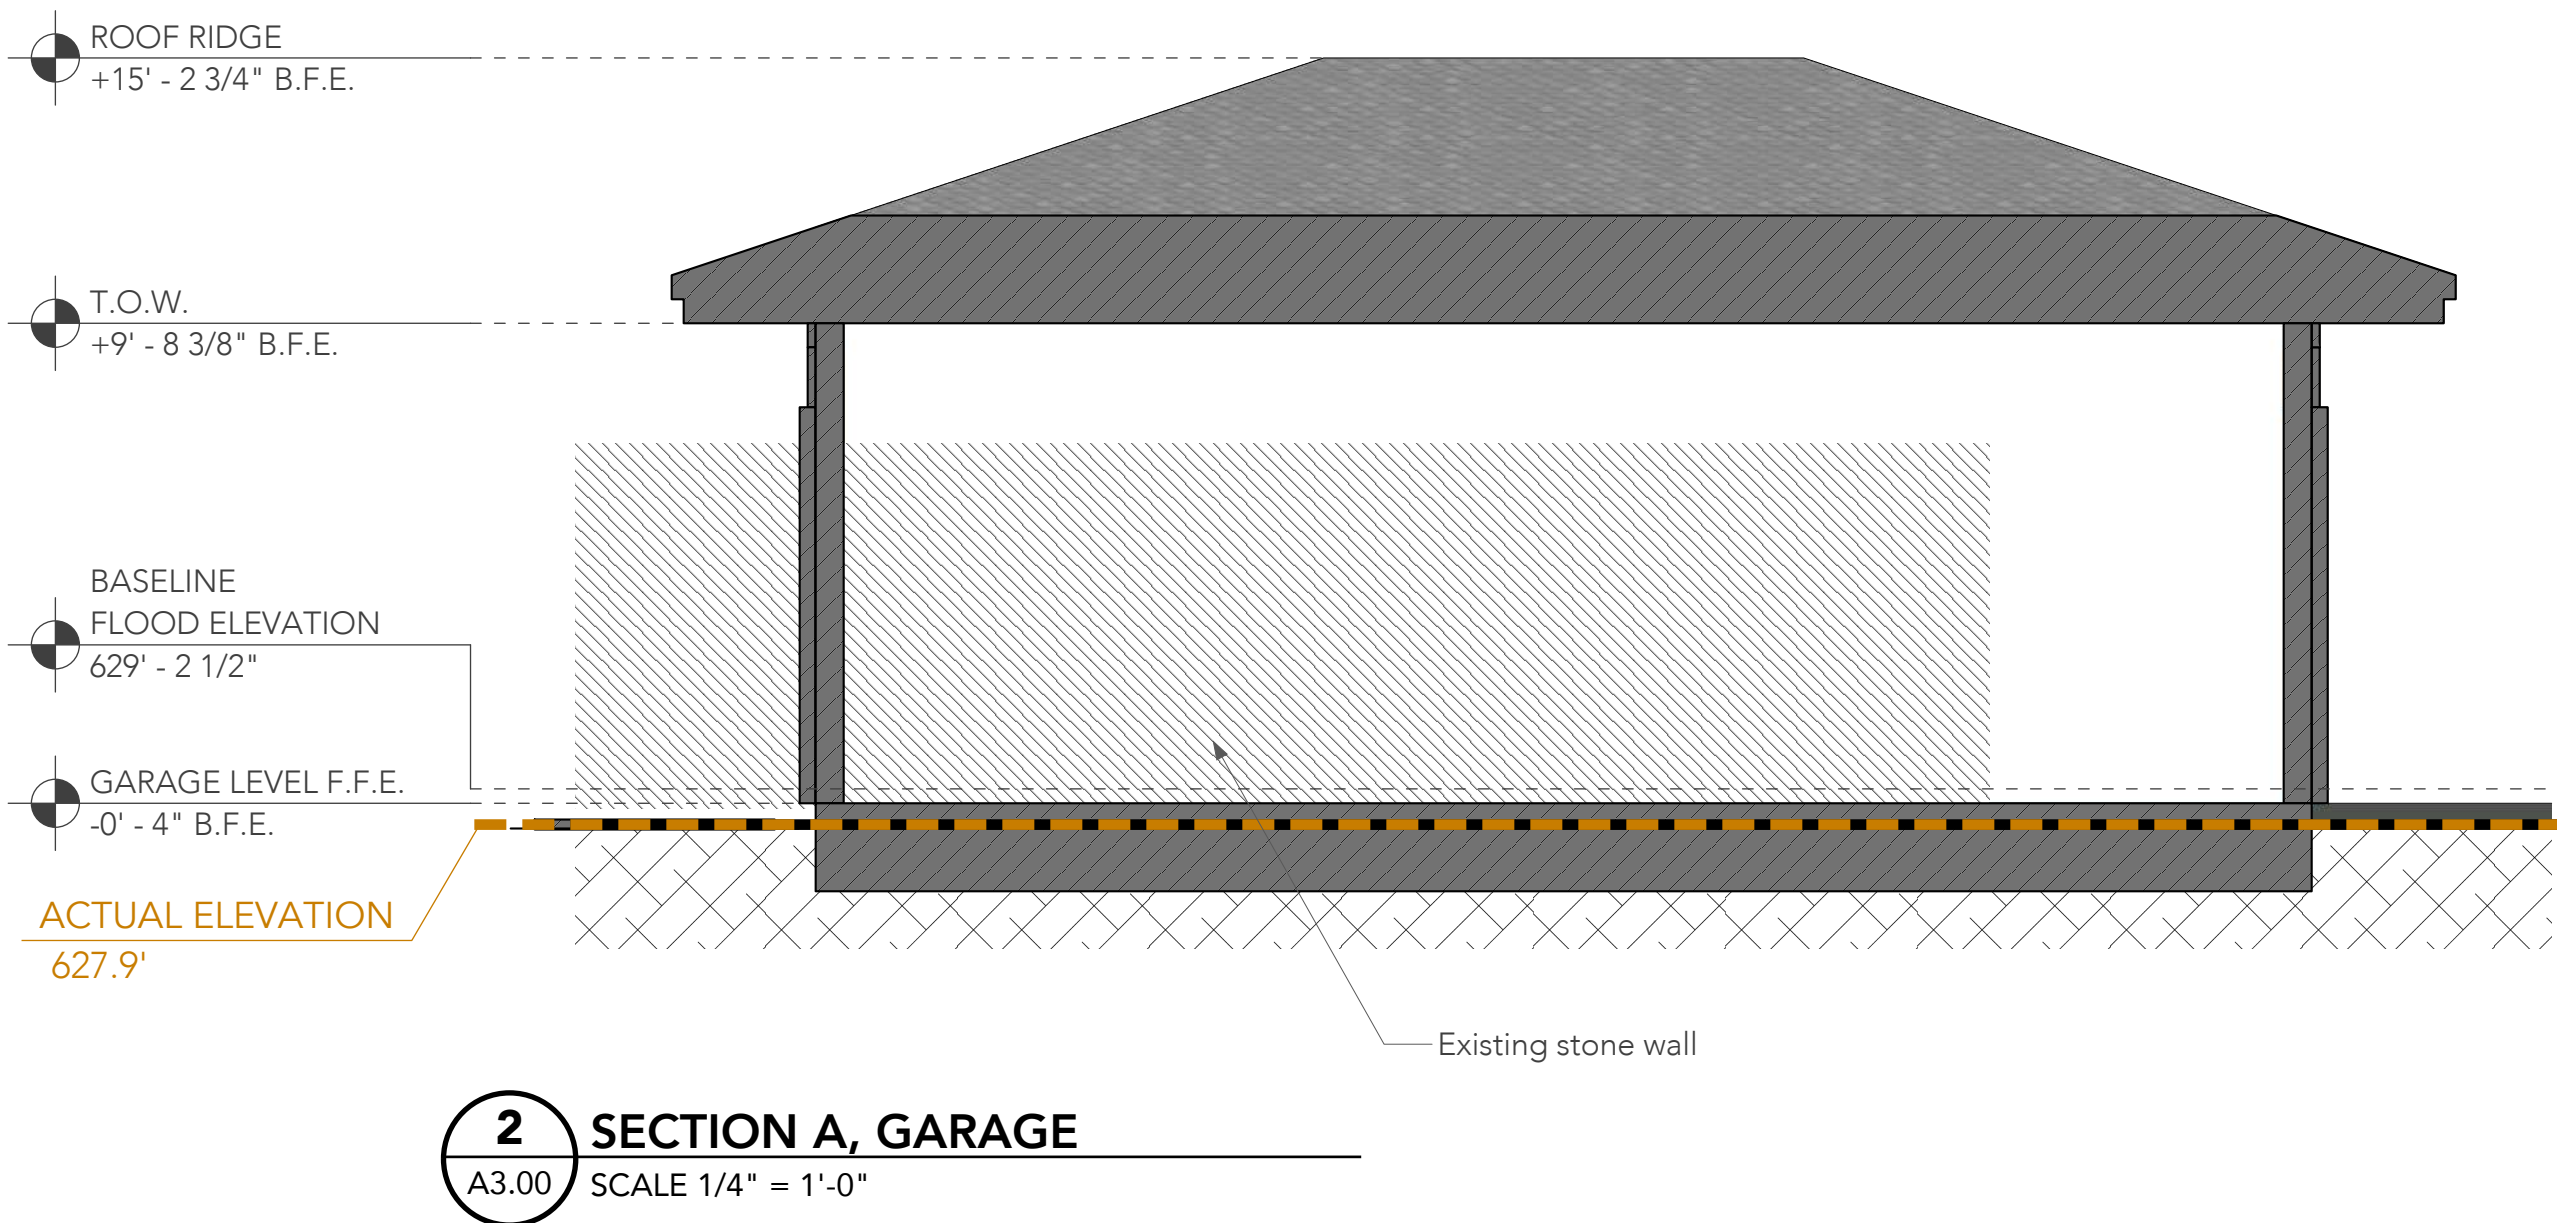 ROOF RIDGE
+15' - 2 3/4" B.F.E.
T.O.W.
+9' - 8 3/8" B.F.E.
BASELINE
FLOOD ELEVATION
629' - 2 1/2"
GARAGE LEVEL F.F.E.
-0' - 4" B.F.E.
ACTUAL ELEVATION
627.9'
Existing stone wall
2
SECTION A, GARAGE
A3.00
SCALE 1/4" = 1'-0"